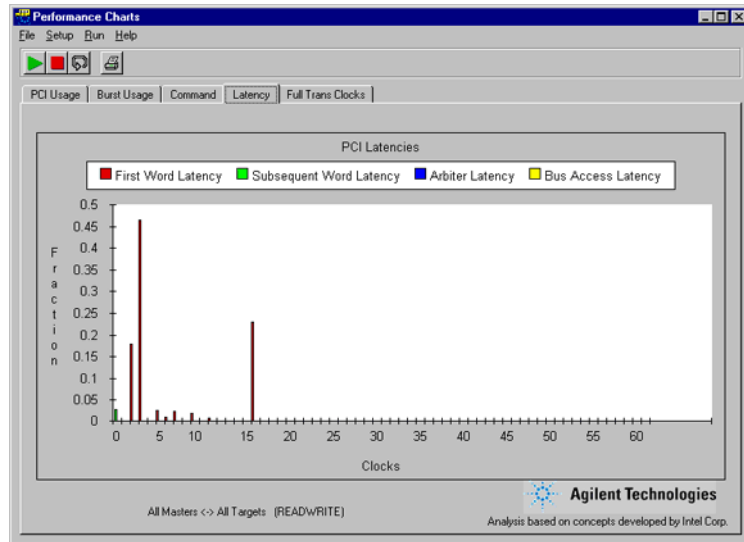 Performance Charts
File Setup Run Help
PCI Usage Burst Usage Command Latency Full Trans Clocks
PCI Latencies
First Word Latency Subsequent Word Latency Arbiter Latency Bus Access Latency
Fraction
0.5
0.45
0.4
0.35
0.3
0.25
0.2
0.15
0.1
0.05
0
0 5 10 15 20 25 30 35 40 45 50 55 60
Clocks
Agilent Technologies
All Masters <-> All Targets (READWRITE)
Analysis based on concepts developed by Intel Corp.